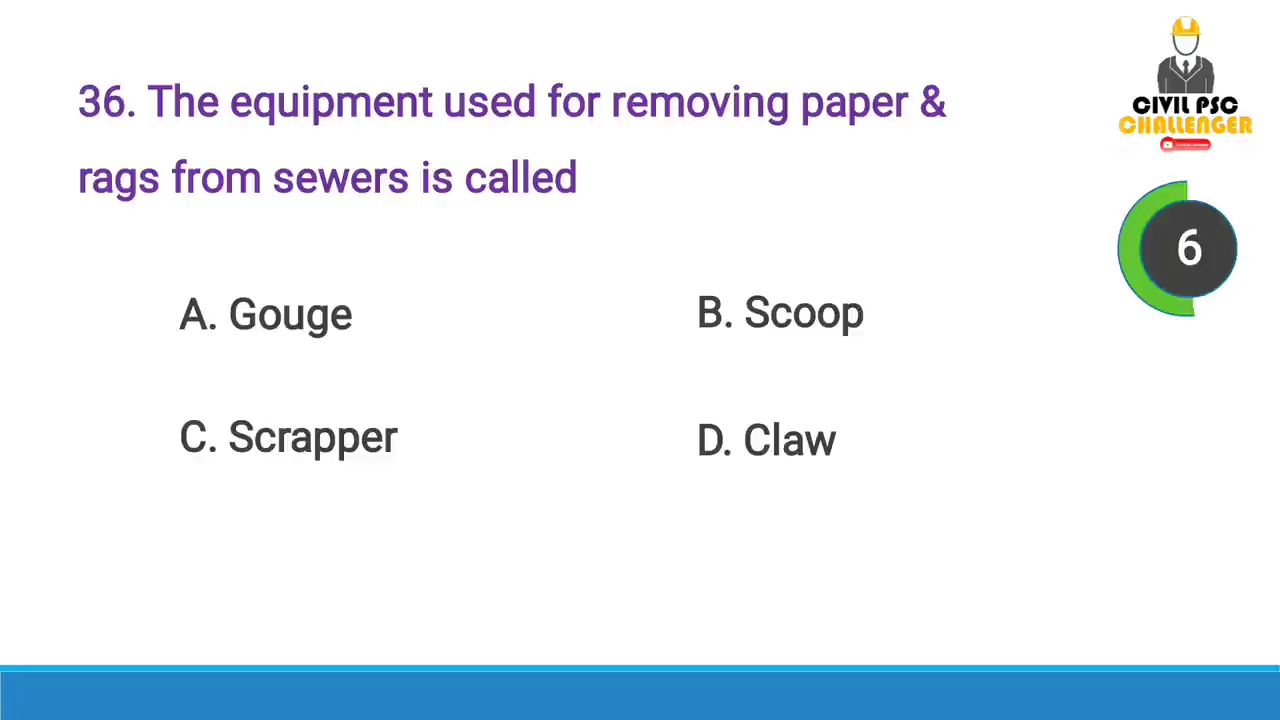 36. The equipment used for removing paper &
rags from sewers is called
A. Gouge
B. Scoop
C. Scrapper
D. Claw
CIVIL PSC
CHALLENGER
6